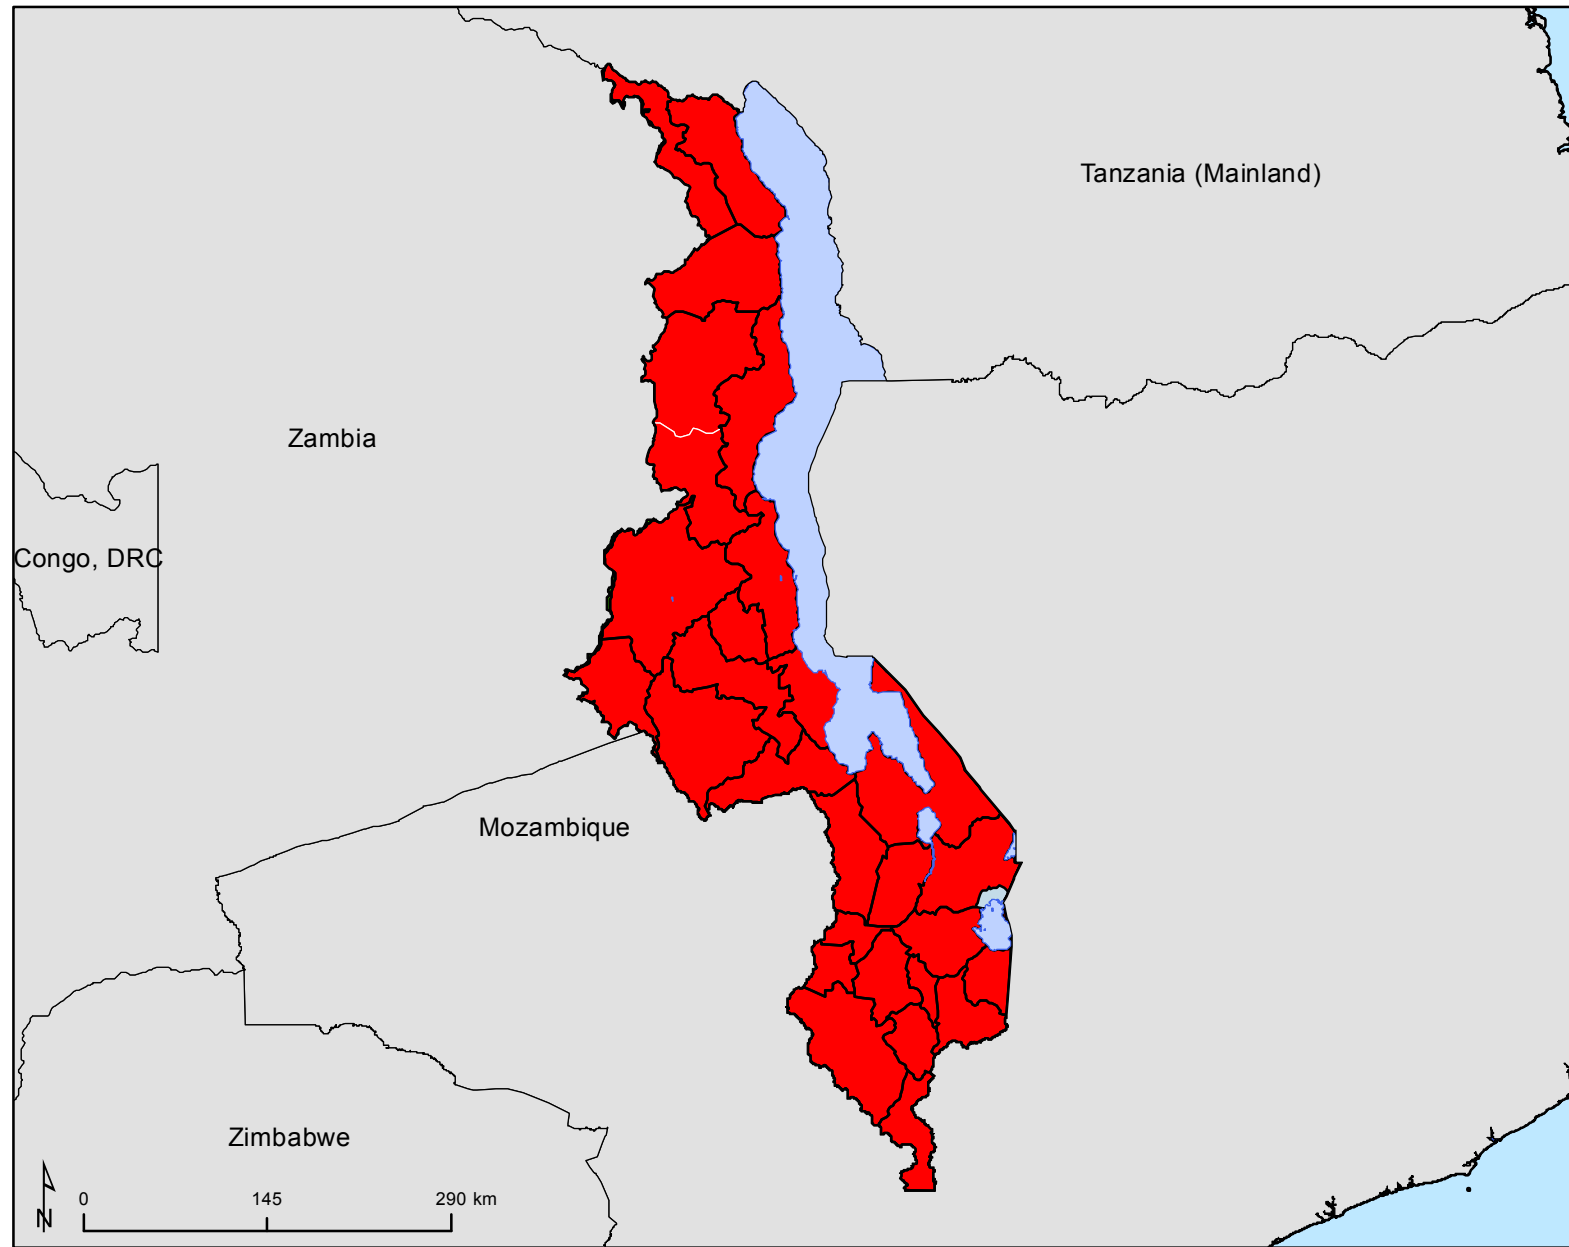 Tanzania (Mainland)
Zambia
Congo, DRC
Mozambique
Zimbabwe
N
0 145 290 km